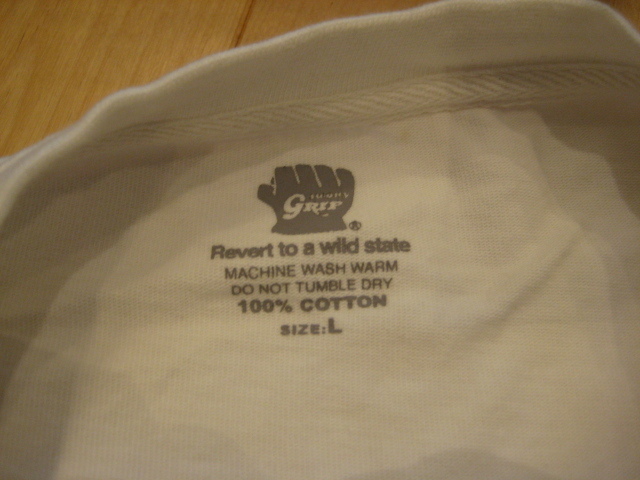 GRIP
®
Revert to a wild state
MACHINE WASH WARM
DO NOT TUMBLE DRY
100% COTTON
SIZE:L